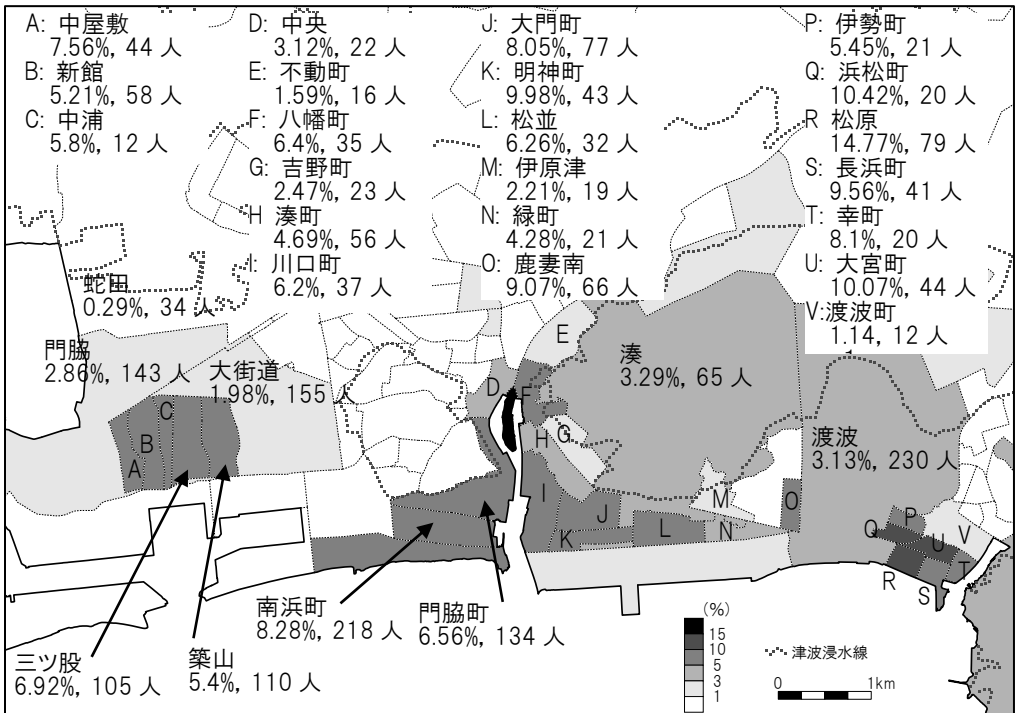 A: 中屋敷
7.56%, 44 人
B: 新館
5.21%, 58 人
C: 中浦
5.8%, 12 人
D: 中央
3.12%, 22 人
E: 不動町
1.59%, 16 人
F: 八幡町
6.4%, 35 人
G: 吉野町
2.47%, 23 人
H 湊町
4.69%, 56 人
I: 川口町
6.2%, 37 人
J: 大門町
8.05%, 77 人
K: 明神町
9.98%, 43 人
L: 松並
6.26%, 32 人
M: 伊原津
2.21%, 19 人
N: 緑町
4.28%, 21 人
O: 鹿妻南
9.07%, 66 人
P: 伊勢町
5.45%, 21 人
Q: 浜松町
10.42%, 20 人
R 松原
14.77%, 79 人
S: 長浜町
9.56%, 41 人
T: 幸町
8.1%, 20 人
U: 大宮町
10.07%, 44 人
V:渡波町
1.14, 12 人
蛇田
0.29%, 34 人
門脇
2.86%, 143 人
大街道
1.98%, 155 人
湊
3.29%, 65 人
渡波
3.13%, 230 人
A
B
C
D
E
F
G
H
I
J
K
L
M
N
O
P
Q
R
S
T
U
V
三ツ股
6.92%, 105 人
築山
5.4%, 110 人
南浜町
8.28%, 218 人
門脇町
6.56%, 134 人
(%)
15
10
5
3
1
津波浸水線
0 1km